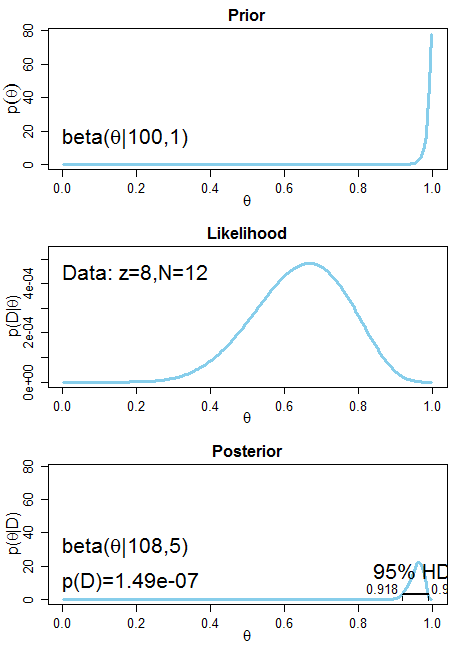 Prior
80
60
40
20
0
p(θ)
beta(θ|100,1)
0.0 0.2 0.4 0.6 0.8 1.0
θ
Likelihood
4e-04
2e-04
0e+00
p(D|θ)
Data: z=8,N=12
0.0 0.2 0.4 0.6 0.8 1.0
θ
Posterior
80
60
40
20
0
p(θ|D)
beta(θ|108,5)
95% HD
p(D)=1.49e-07
0.918 0.9
0.0 0.2 0.4 0.6 0.8 1.0
θ